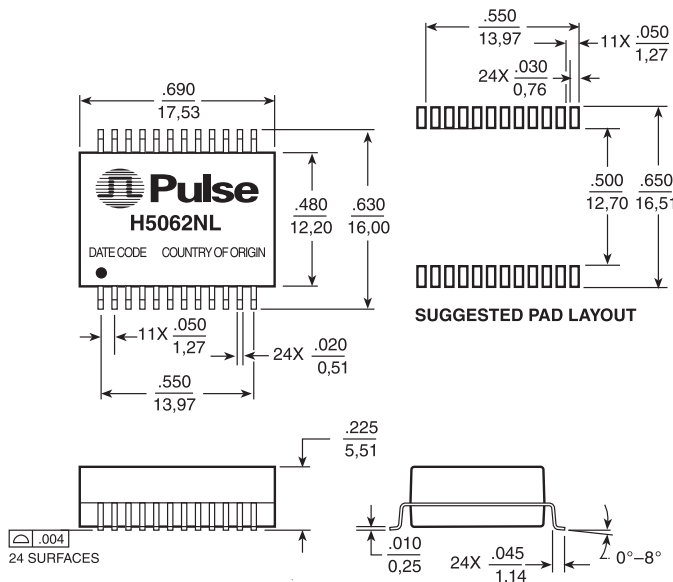 .690
17,53
Pulse
H5062NL
DATE CODE COUNTRY OF ORIGIN
.480
12,20
.630
16,00
11X .050
1,27
24X .020
0,51
.550
13,97
.550
13,97
11X .050
1,27
24X .030
0,76
.500
12,70
.650
16,51
SUGGESTED PAD LAYOUT
.225
5,51
.004
24 SURFACES
.010
0,25
24X .045
1,14
0°–8°